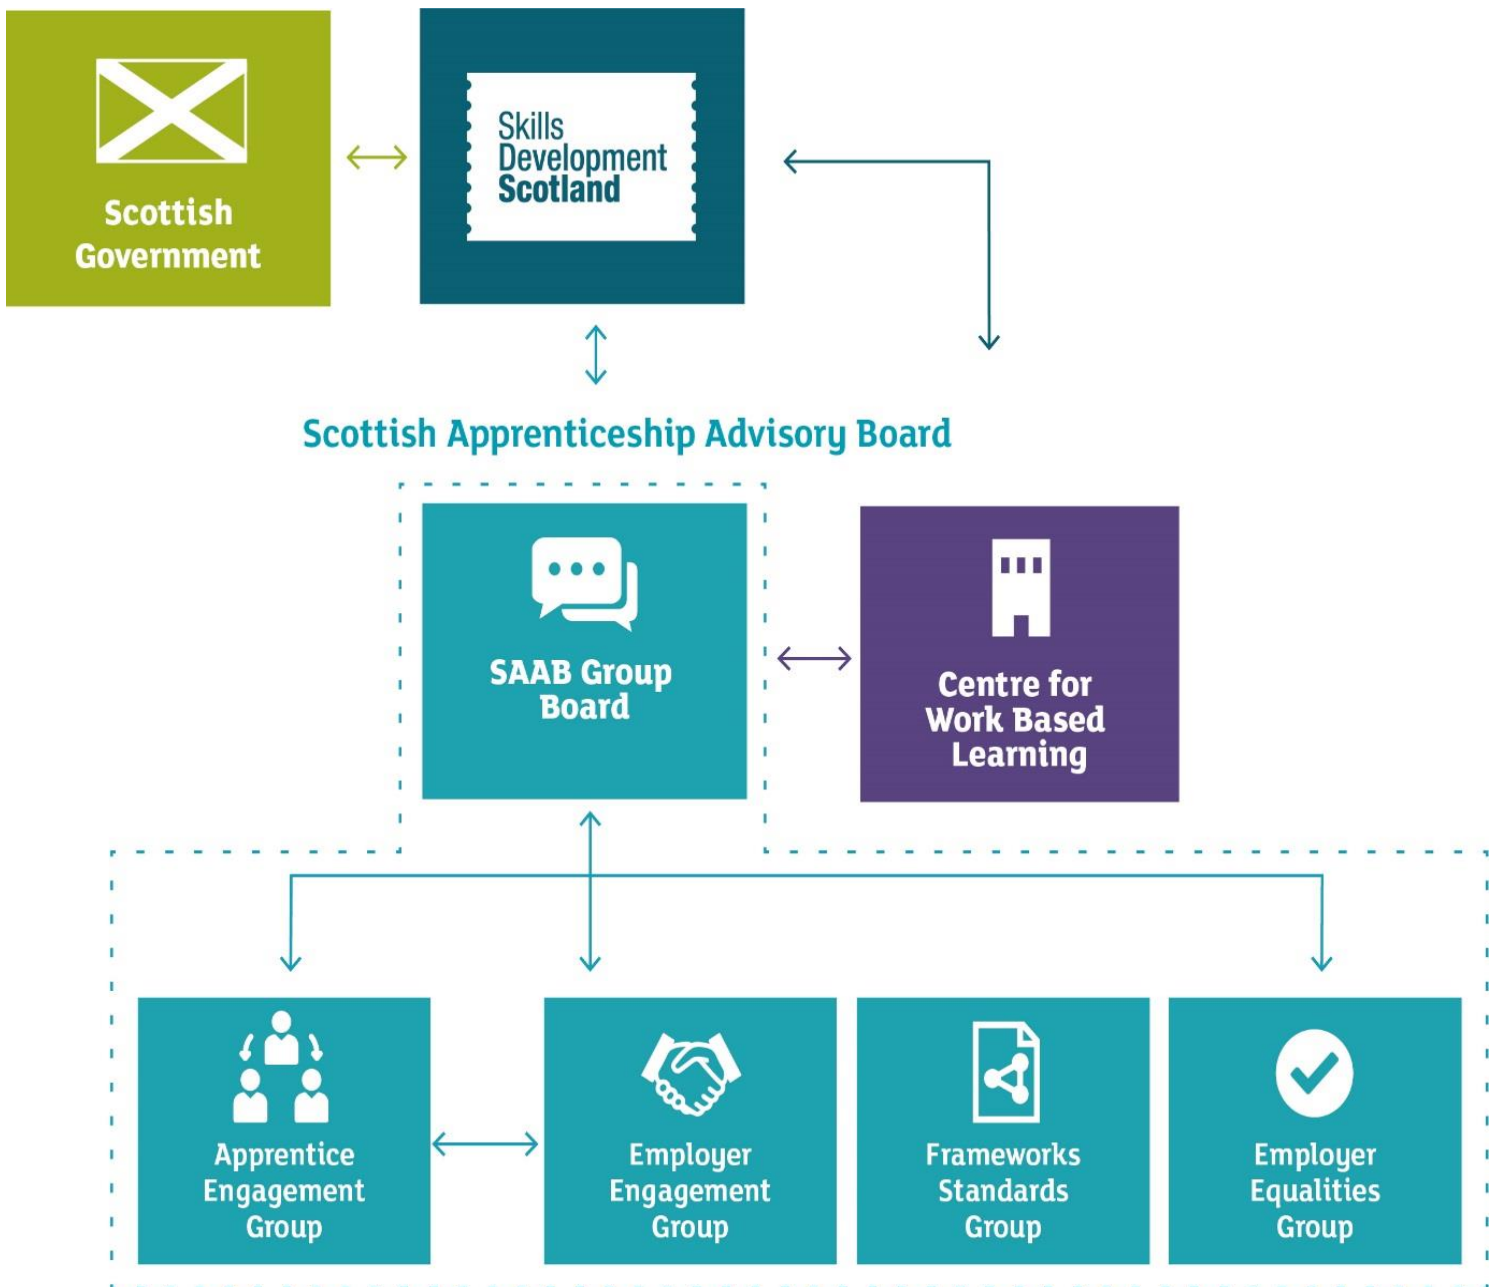 Scottish
Government
Skills
Development
Scotland
Scottish Apprenticeship Advisory Board
SAAB Group
Board
Centre for
Work Based
Learning
Apprentice
Engagement
Group
Employer
Engagement
Group
Frameworks
Standards
Group
Employer
Equalities
Group